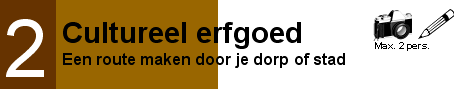 2
Cultureel erfgoed
Een route maken door je dorp of stad
Max. 2 pers.